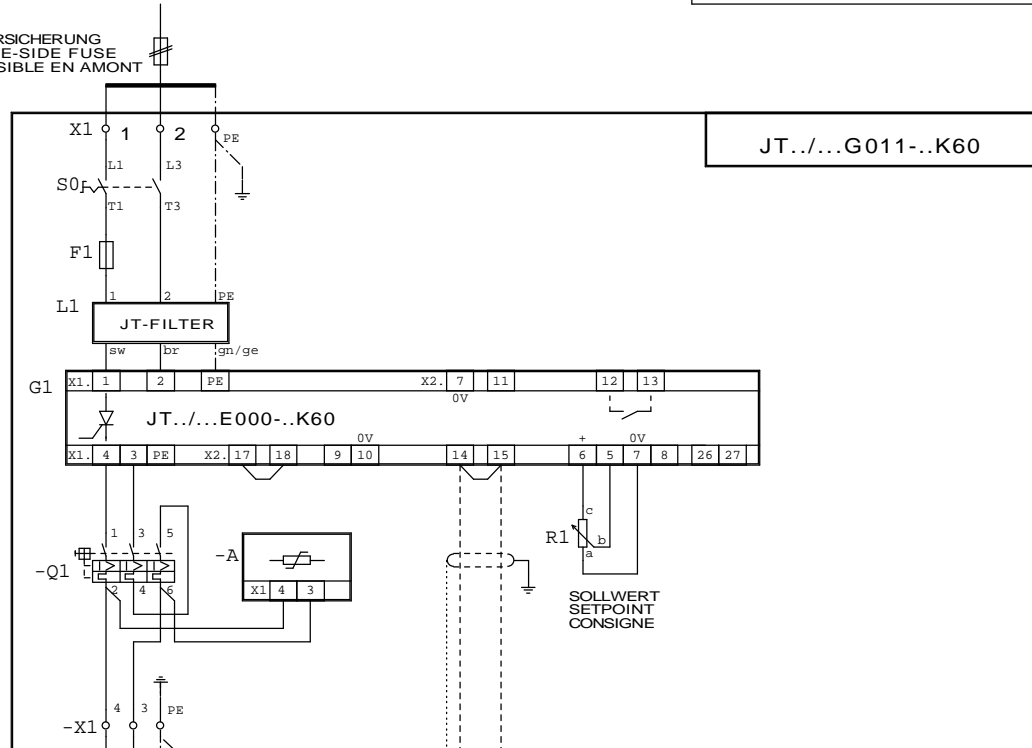 RSICHERUNG
E-SIDE FUSE
SIBLE EN AMONT
X1 1 2 PE
JT../...G011-..K60
L1 L3
S0
T1 T3
F1
1 2 PE
L1
JT-FILTER
sw br gn/ge
G1 X1. 1 2 PE X2. 7 11 12 13
0V
JT../...E000-..K60
0V + 0V
X1. 4 3 PE X2. 17 18 9 10 14 15 6 5 7 8 26 27
c
R1 b
a
1 3 5
-A
-Q1
X1 4 3
2 4 6
SOLLWERT
SETPOINT
CONSIGNE
4 3 PE
-X1